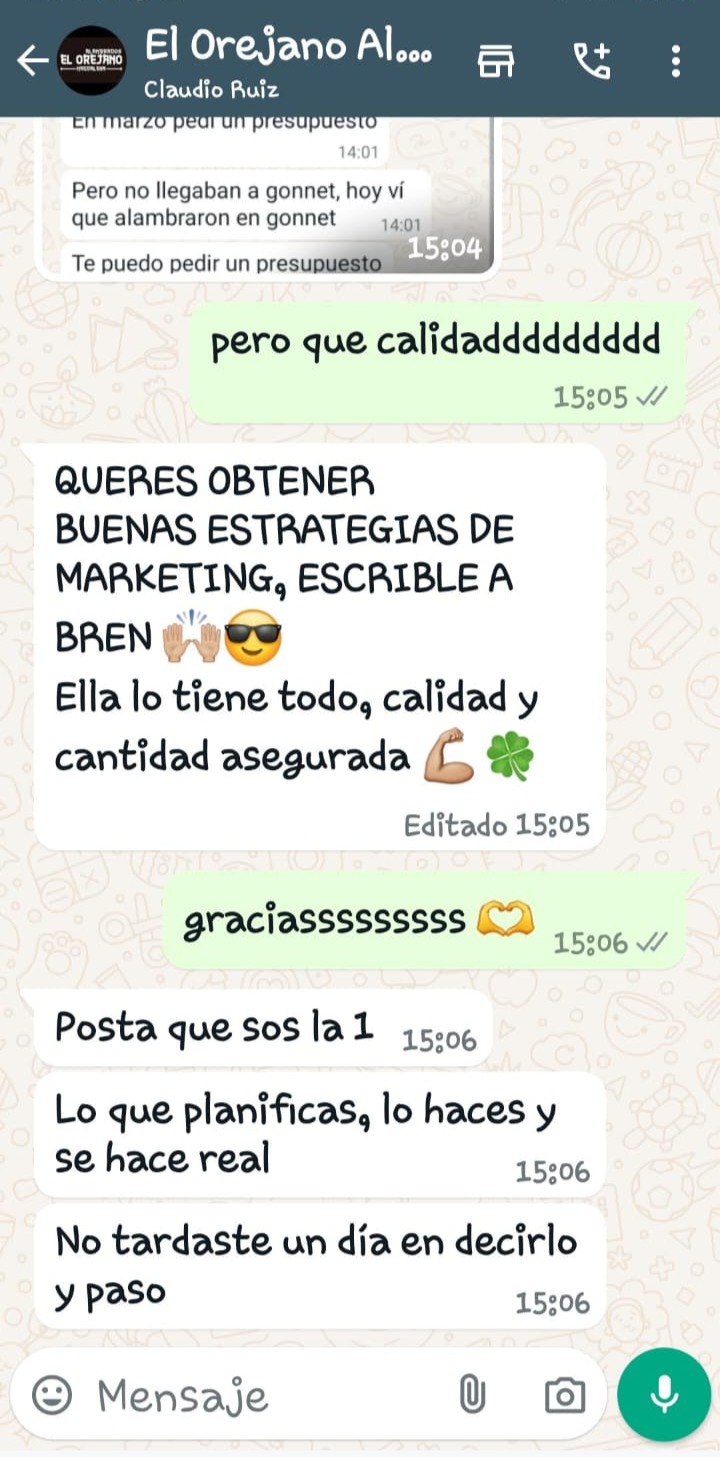 El Orejano Al...
Claudio Ruiz
EL OREJANO
En marzo pedí un presupuesto
14:01
Pero no llegaban a gonnet, hoy ví
que alambraron en gonnet
14:01
15:04
Te puedo pedir un presupuesto
pero que calidaddddddddd
15:05
QUERES OBTENER
BUENAS ESTRATEGIAS DE
MARKETING, ESCRIBLE A
BREN 🙌🏼😎
Ella lo tiene todo, calidad y
cantidad asegurada 💪🏼🍀
Editado 15:05
graciasssssssss 🫶
15:06
Posta que sos la 1
15:06
Lo que planificas, lo haces y
se hace real
15:06
No tardaste un día en decirlo
y paso
15:06
Mensaje